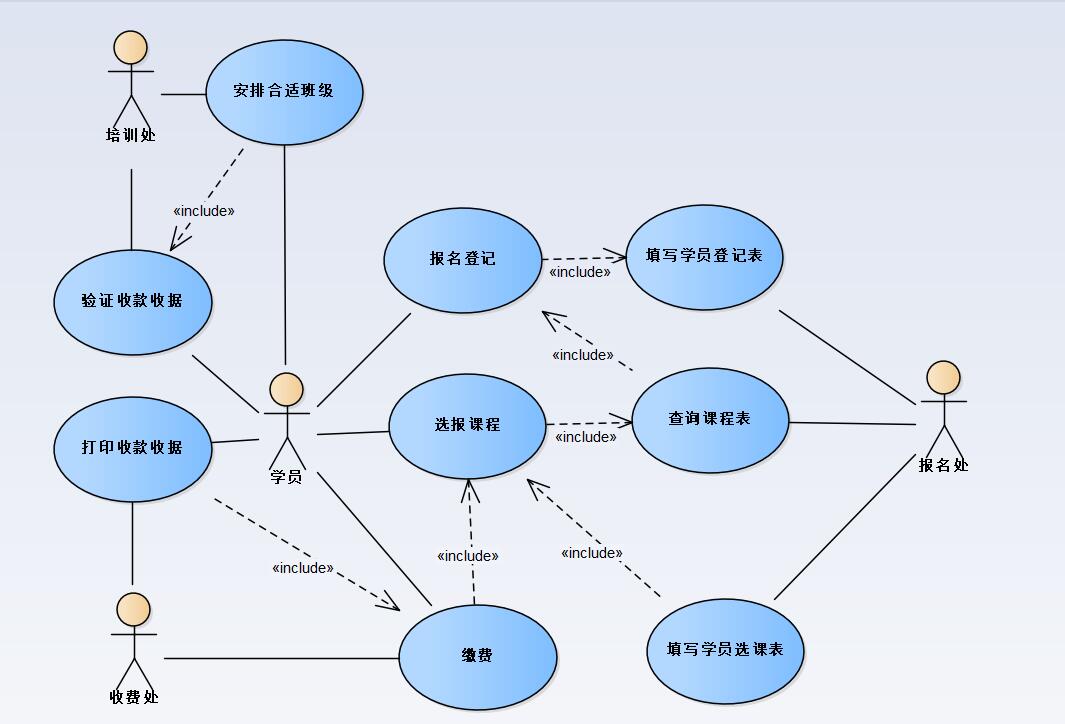 安排合适班级
培训处
«include»
报名登记
填写学员登记表
«include»
验证收款收据
«include»
选报课程
查询课程表
«include»
打印收款收据
学员
报名处
«include»
«include»
«include»
缴费
填写学员选课表
收费处